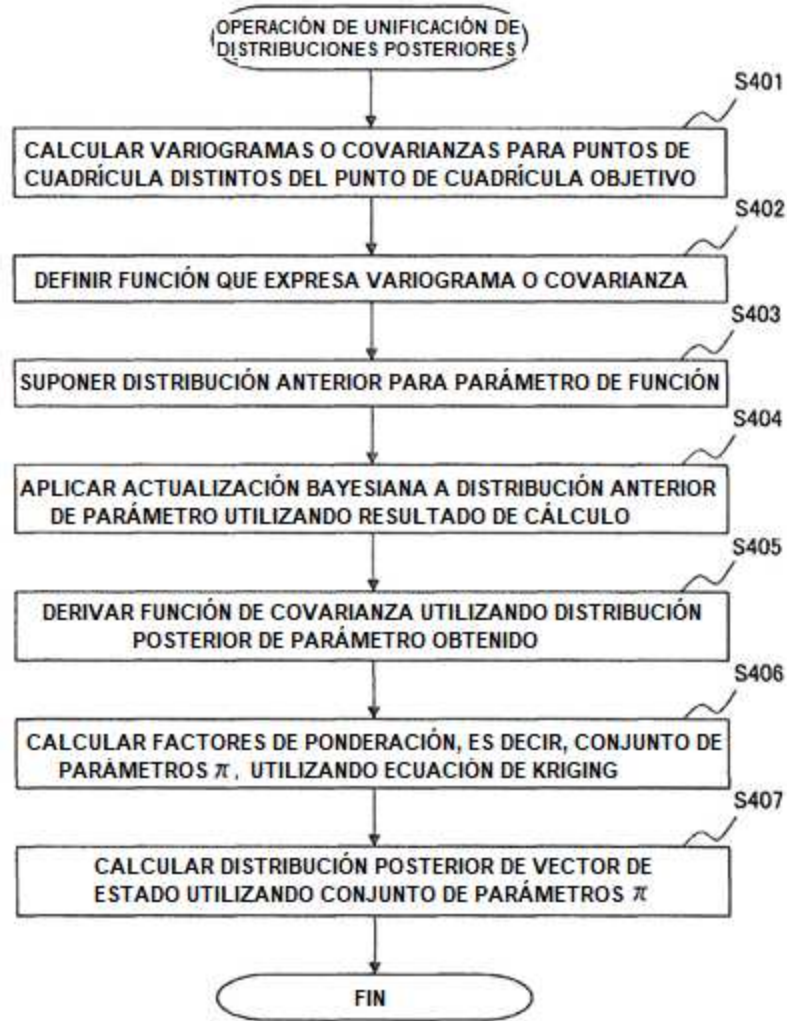 OPERACIÓN DE UNIFICACIÓN DE
DISTRIBUCIONES POSTERIORES
S401
CALCULAR VARIOGRAMAS O COVARIANZAS PARA PUNTOS DE
CUADRÍCULA DISTINTOS DEL PUNTO DE CUADRÍCULA OBJETIVO
S402
DEFINIR FUNCIÓN QUE EXPRESA VARIOGRAMA O COVARIANZA
S403
SUPONER DISTRIBUCIÓN ANTERIOR PARA PARÁMETRO DE FUNCIÓN
S404
APLICAR ACTUALIZACIÓN BAYESIANA A DISTRIBUCIÓN ANTERIOR
DE PARÁMETRO UTILIZANDO RESULTADO DE CÁLCULO
S405
DERIVAR FUNCIÓN DE COVARIANZA UTILIZANDO DISTRIBUCIÓN
POSTERIOR DE PARÁMETRO OBTENIDO
S406
CALCULAR FACTORES DE PONDERACIÓN, ES DECIR, CONJUNTO DE
PARÁMETROS π, UTILIZANDO ECUACIÓN DE KRIGING
S407
CALCULAR DISTRIBUCIÓN POSTERIOR DE VECTOR DE
ESTADO UTILIZANDO CONJUNTO DE PARÁMETROS π
FIN